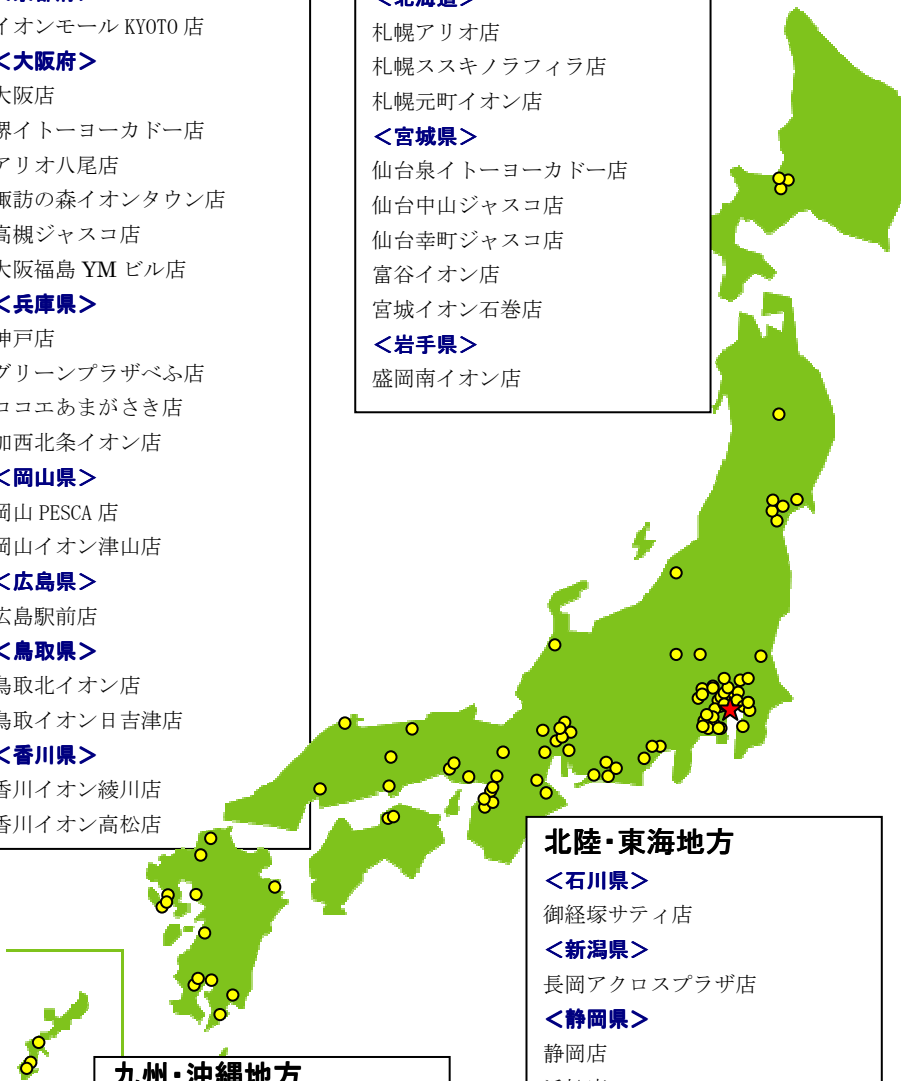 イオンモール KYOTO 店
＜大阪府＞
大阪店
堺イトーヨーカドー店
アリオ八尾店
諏訪の森イオンタウン店
高槻ジャスコ店
大阪福島 YM ビル店
＜兵庫県＞
神戸店
グリーンプラザべふ店
ココエあまがさき店
加西北条イオン店
＜岡山県＞
岡山 PESCA 店
岡山イオン津山店
＜広島県＞
広島駅前店
＜鳥取県＞
鳥取北イオン店
鳥取イオン日吉津店
＜香川県＞
香川イオン綾川店
香川イオン高松店
＜北海道＞
札幌アリオ店
札幌ススキノラフィラ店
札幌元町イオン店
＜宮城県＞
仙台泉イトーヨーカドー店
仙台中山ジャスコ店
仙台幸町ジャスコ店
富谷イオン店
宮城イオン石巻店
＜岩手県＞
盛岡南イオン店
北陸・東海地方
＜石川県＞
御経塚サティ店
＜新潟県＞
長岡アクロスプラザ店
＜静岡県＞
静岡店
九州・沖縄地方